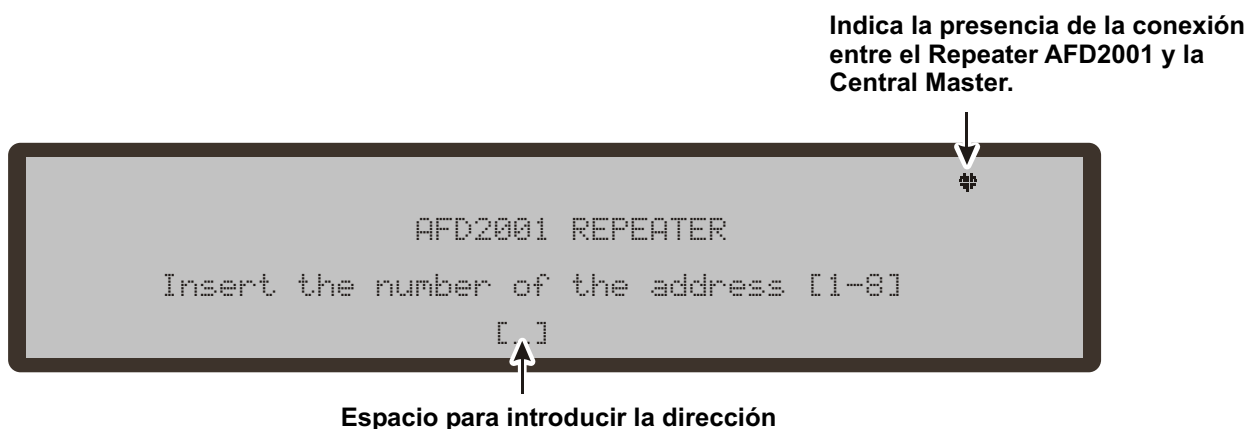 Indica la presencia de la conexión
entre el Repeater AFD2001 y la
Central Master.
AFD2001 REPEATER
Insert the number of the address [1-8]
[_]
Espacio para introducir la dirección